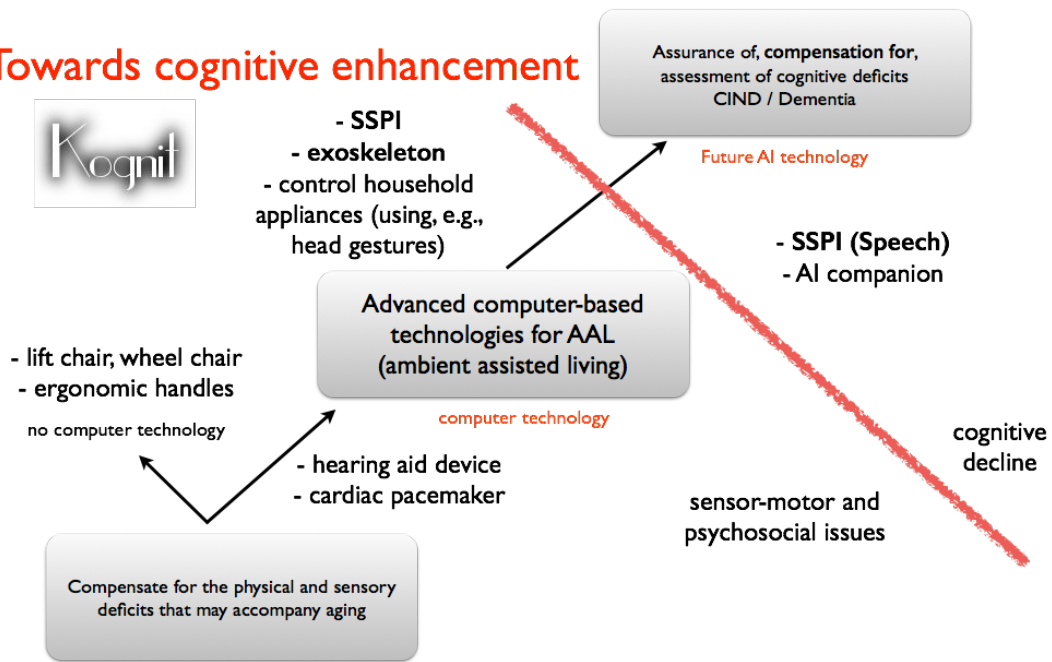 Towards cognitive enhancement
Kognit
Assurance of, compensation for,
assessment of cognitive deficits
CIND / Dementia
Future AI technology
- SSPI
- exoskeleton
- control household
appliances (using, e.g.,
head gestures)
- SSPI (Speech)
- AI companion
Advanced computer-based
technologies for AAL
(ambient assisted living)
computer technology
- lift chair, wheel chair
- ergonomic handles
no computer technology
- hearing aid device
- cardiac pacemaker
cognitive
decline
sensor-motor and
psychosocial issues
Compensate for the physical and sensory
deficits that may accompany aging